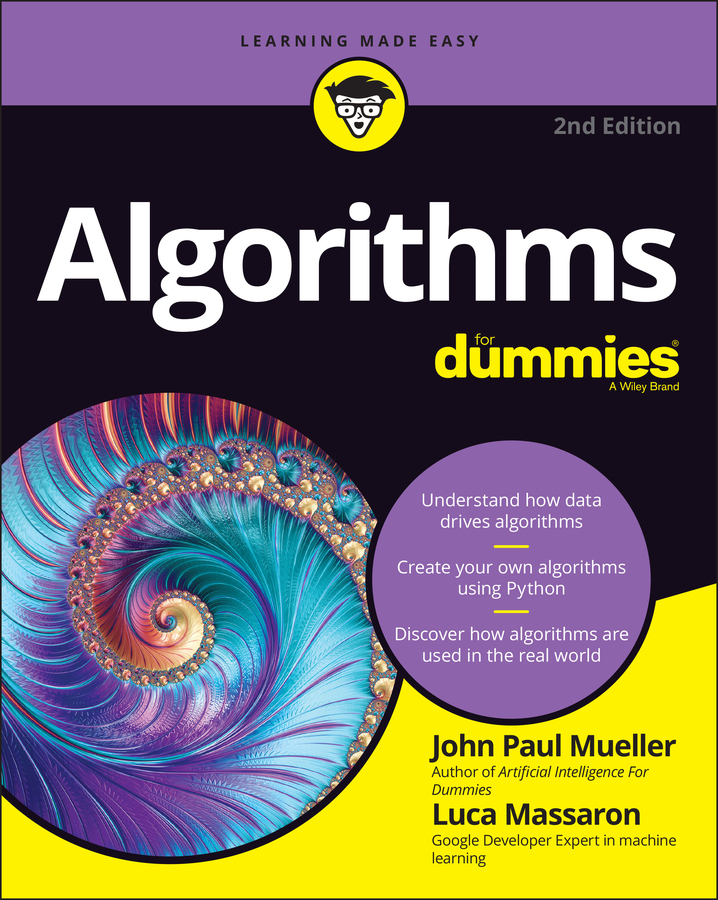 LEARNING MADE EASY
2nd Edition
Algorithms
for
dummies®
A Wiley Brand
Understand how data
drives algorithms
Create your own algorithms
using Python
Discover how algorithms are
used in the real world
John Paul Mueller
Author of Artificial Intelligence For
Dummies
Luca Massaron
Google Developer Expert in machine
learning